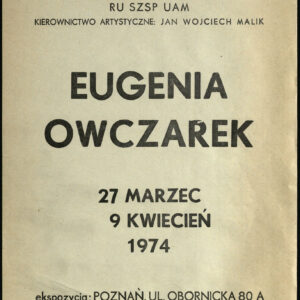 RU SZSP UAM
KIEROWNICTWO ARTYSTYCZNE: JAN WOJCIECH MALIK
EUGENIA
OWCZAREK
27 MARZEC
9 KWIECIEŃ
1974
ekspozycja: POZNAŃ, UL. OBORNICKA 80 A